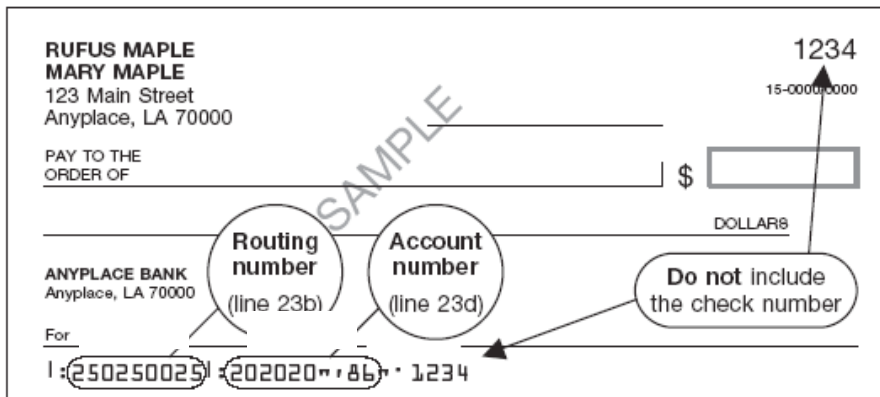 RUFUS MAPLE
MARY MAPLE
123 Main Street
Anyplace, LA 70000
1234
15-0000/0000
SAMPLE
PAY TO THE
ORDER OF
$
DOLLARS
Routing
number
(line 23b)
Account
number
(line 23d)
Do not include
the check number
ANYPLACE BANK
Anyplace, LA 70000
For
|:250250025|:202020"'86"' 1234